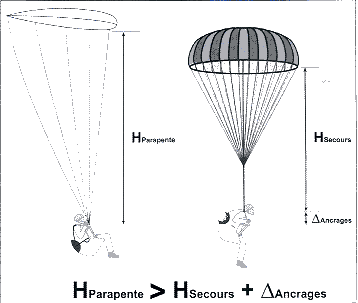 HParapente
HSecours
ΔAncrages
HParapente > HSecours + ΔAncrages